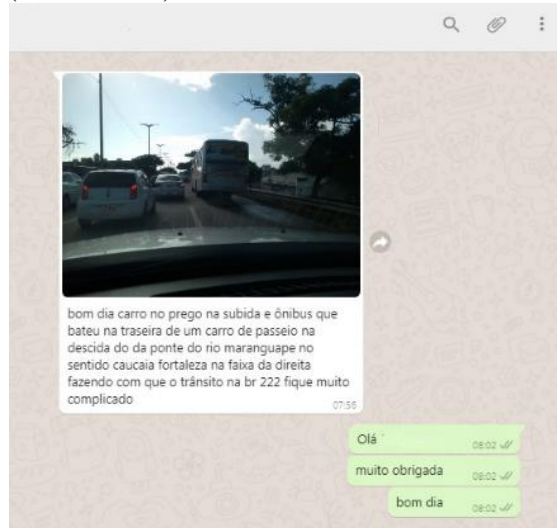 bom dia carro no prego na subida e ônibus que
bateu na traseira de um carro de passeio na
descida do da ponte do rio maranguape no
sentido caucaia fortaleza na faixa da direita
fazendo com que o trânsito na br 222 fique muito
complicado
07:56
Olá
08:02
muito obrigada
08:02
bom dia
08:02